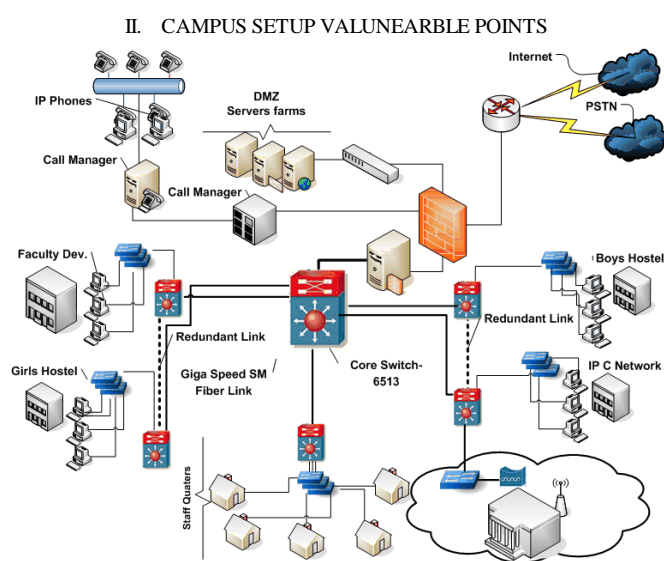 II. CAMPUS SETUP VALUNEARBLE POINTS
Internet
PSTN
DMZ
Servers farms
IP Phones
Call Manager
Call Manager
Faculty Dev.
Boys Hostel
Redundant Link
Redundant Link
Girls Hostel
Giga Speed SM
Fiber Link
Core Switch-
6513
IP C Network
Staff Quaters